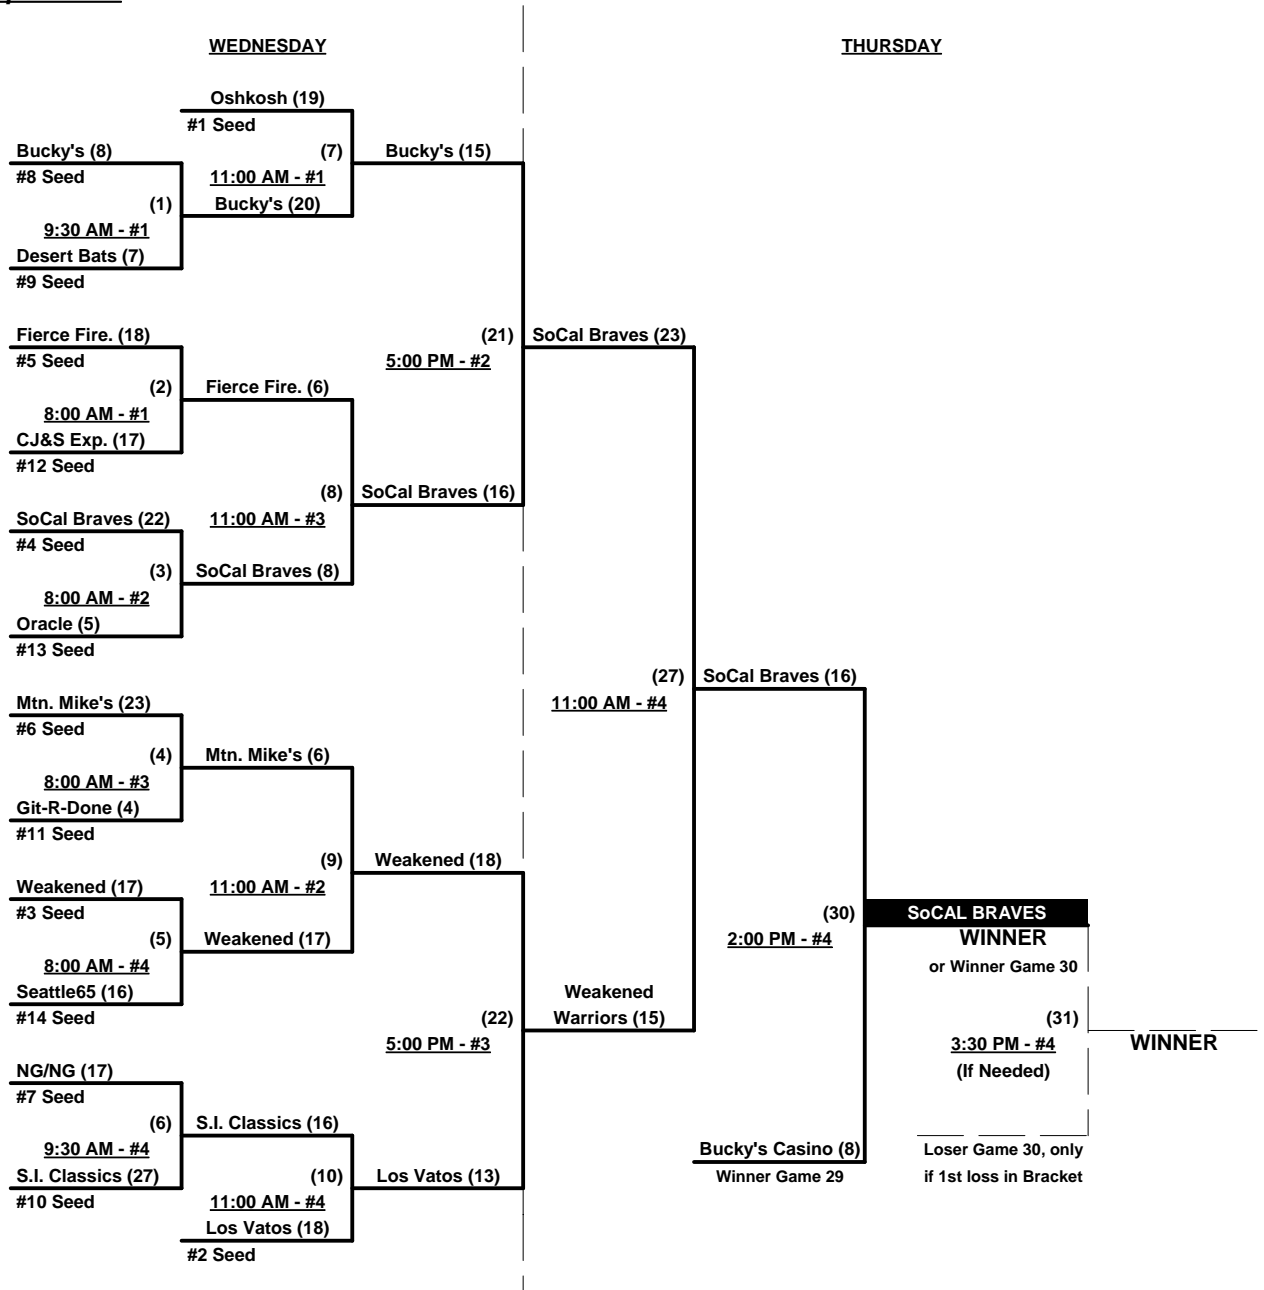 WEDNESDAY
THURSDAY
Oshkosh (19)
#1 Seed
Bucky's (8)
(7)
Bucky's (15)
#8 Seed
11:00 AM - #1
(1)
Bucky's (20)
9:30 AM - #1
Desert Bats (7)
#9 Seed
Fierce Fire. (18)
(21)
SoCal Braves (23)
#5 Seed
5:00 PM - #2
(2)
Fierce Fire. (6)
8:00 AM - #1
CJ&S Exp. (17)
#12 Seed
(8)
SoCal Braves (16)
SoCal Braves (22)
11:00 AM - #3
#4 Seed
(3)
SoCal Braves (8)
8:00 AM - #2
Oracle (5)
#13 Seed
(27)
SoCal Braves (16)
Mtn. Mike's (23)
11:00 AM - #4
#6 Seed
(4)
Mtn. Mike's (6)
8:00 AM - #3
Git-R-Done (4)
#11 Seed
(9)
Weakened (18)
Weakened (17)
11:00 AM - #2
#3 Seed
(30)
SoCAL BRAVES
(5)
Weakened (17)
2:00 PM - #4
WINNER
8:00 AM - #4
or Winner Game 30
Seattle65 (16)
Weakened
#14 Seed
(22)
Warriors (15)
(31)
5:00 PM - #3
3:30 PM - #4
WINNER
NG/NG (17)
(If Needed)
#7 Seed
(6)
S.I. Classics (16)
9:30 AM - #4
Bucky's Casino (8)
Loser Game 30, only
S.I. Classics (27)
(10)
Los Vatos (13)
Winner Game 29
if 1st loss in Bracket
#10 Seed
11:00 AM - #4
Los Vatos (18)
#2 Seed